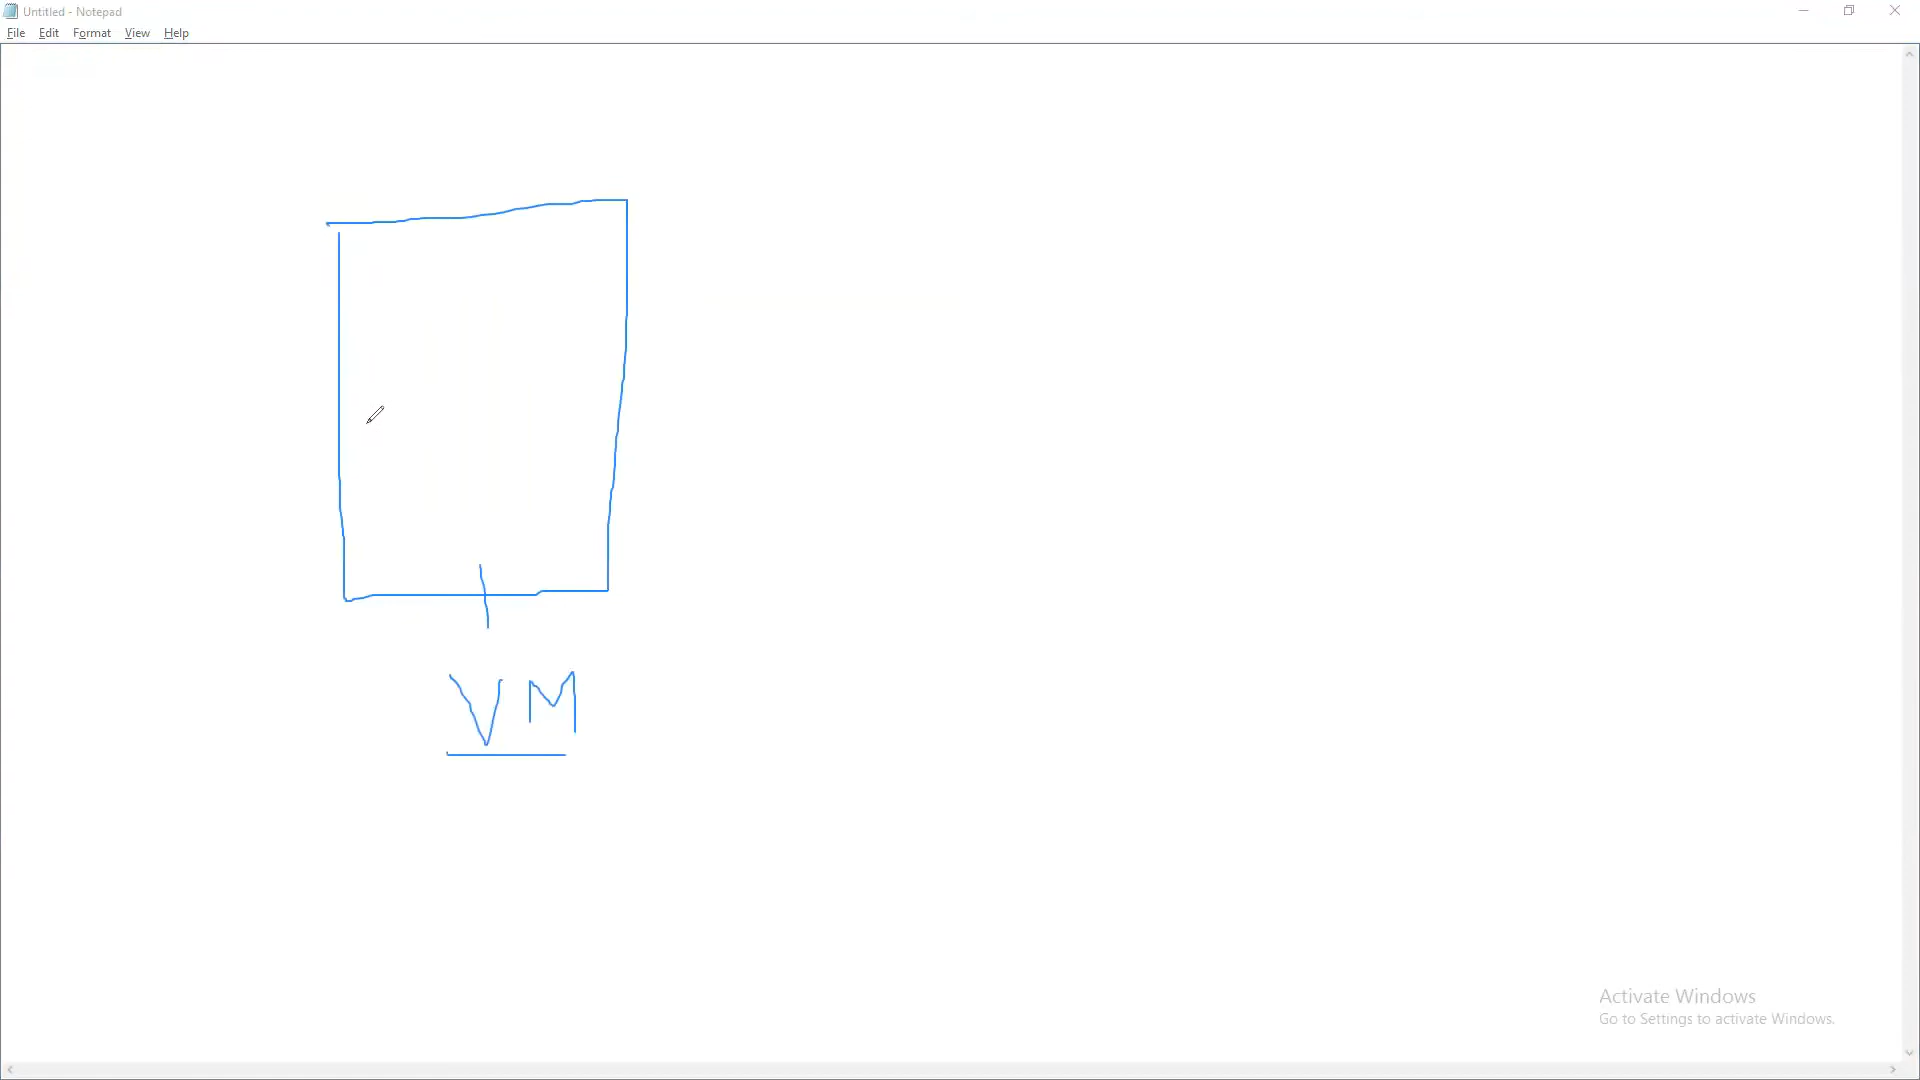 Untitled - Notepad
File Edit Format View Help
VM
Activate Windows
Go to Settings to activate Windows.